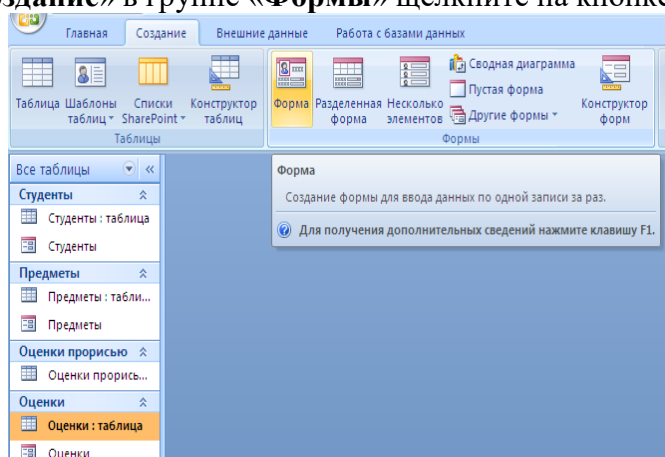 здание» в группе «Формы» щелкните на кнопке
Главная Создание Внешние данные Работа с базами данных
Таблица Шаблоны таблиц Списки SharePoint Конструктор таблиц
Таблицы
Форма Разделенная форма Несколько элементов
Сводная диаграмма
Пустая форма
Другие формы
Конструктор форм
Формы
Все таблицы «
Студенты
Студенты : таблица
Студенты
Предметы
Предметы : табли...
Предметы
Оценки прорисью
Оценки прорись...
Оценки
Оценки : таблица
Оценки
Форма
Создание формы для ввода данных по одной записи за раз.
Для получения дополнительных сведений нажмите клавишу F1.